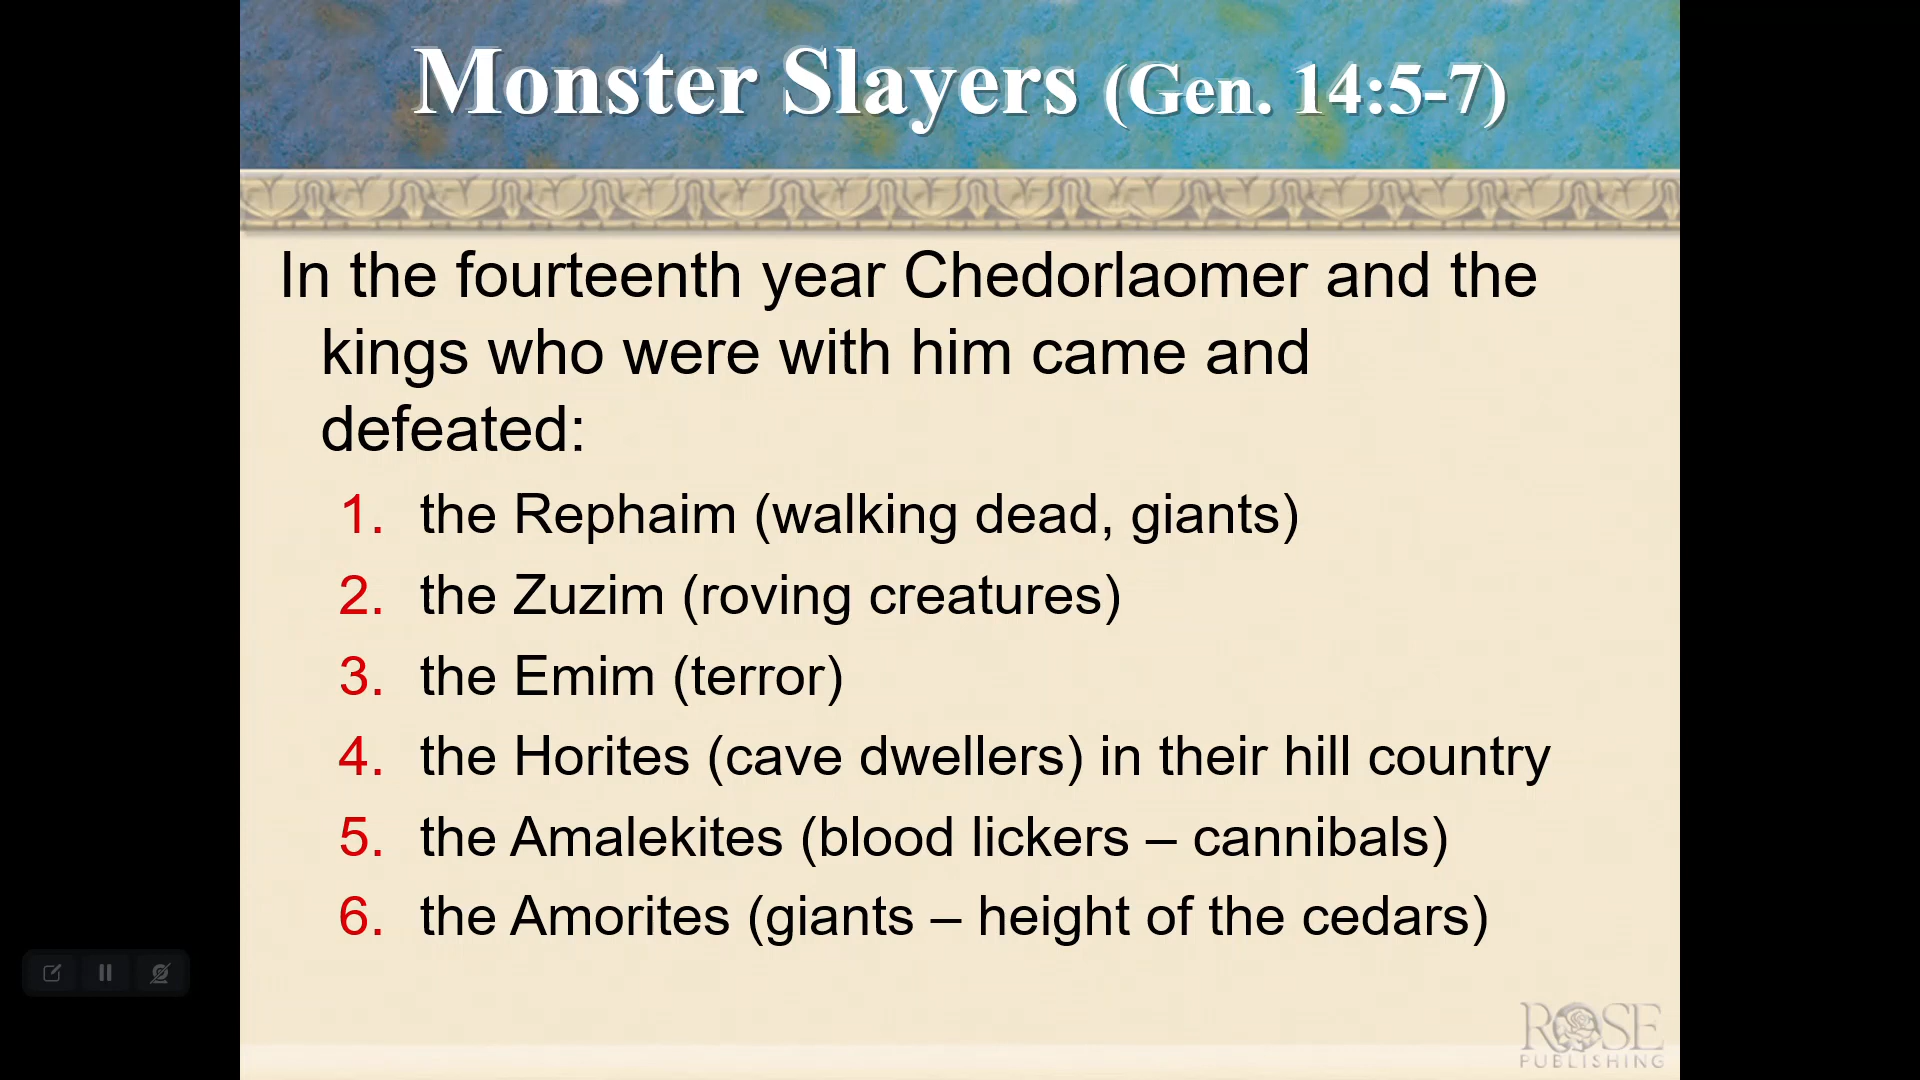 Monster Slayers (Gen. 14:5-7)
In the fourteenth year Chedorlaomer and the
kings who were with him came and
defeated:
1. the Rephaim (walking dead, giants)
2. the Zuzim (roving creatures)
3. the Emim (terror)
4. the Horites (cave dwellers) in their hill country
5. the Amalekites (blood lickers – cannibals)
6. the Amorites (giants – height of the cedars)
ROSE
PUBLISHING